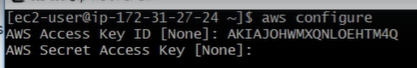 [ec2-user@ip-172-31-27-24 ~]$ aws configure
AWS Access Key ID [None]: AKIAJOHWMXQNLOEHTM4Q
AWS Secret Access Key [None]: